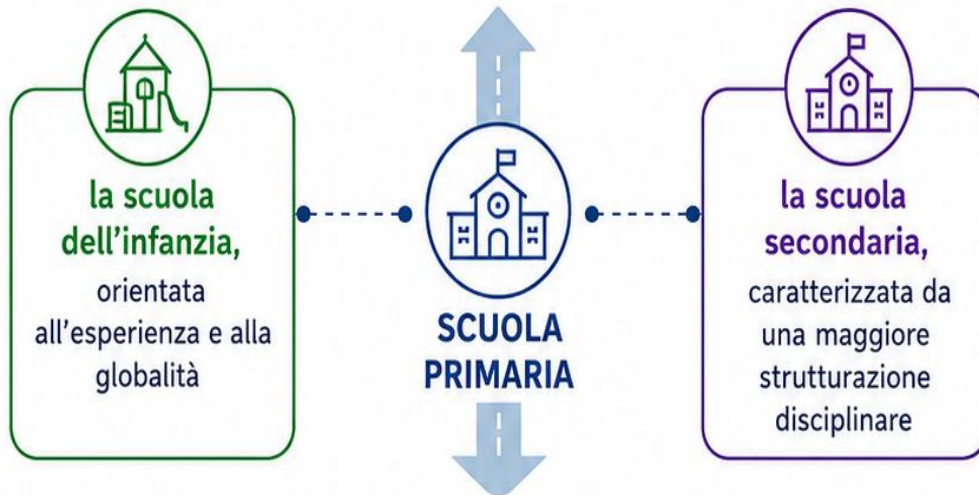 la scuola
dell'infanzia,
orientata
all'esperienza e alla
globalità
SCUOLA
PRIMARIA
la scuola
secondaria,
caratterizzata da
una maggiore
strutturazione
disciplinare